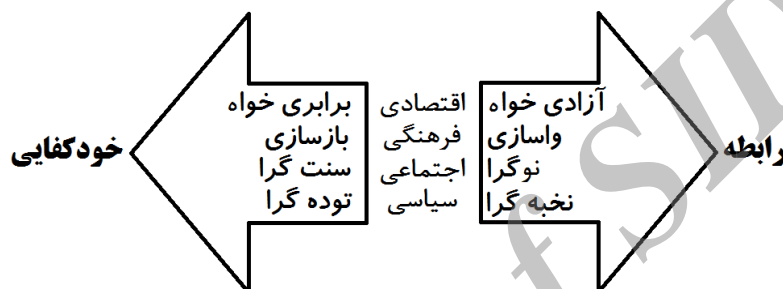 رابطه
آزادی خواه
واسازی
نوگرا
نخبه گرا
اقتصادی
فرهنگی
اجتماعی
سیاسی
برابری خواه
بازسازی
سنت گرا
توده گرا
خودکفایی
f SID